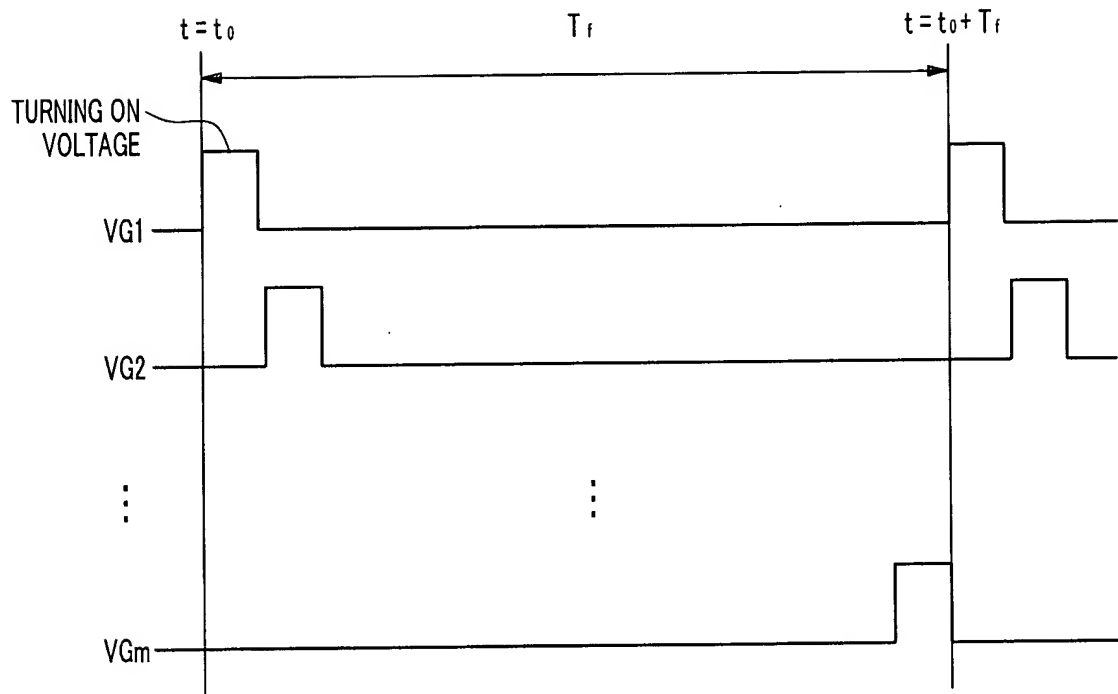 t=t₀
T_f
t=t₀+T_f
TURNING ON
VOLTAGE
VG1
VG2
⋮ ⋮
VGm